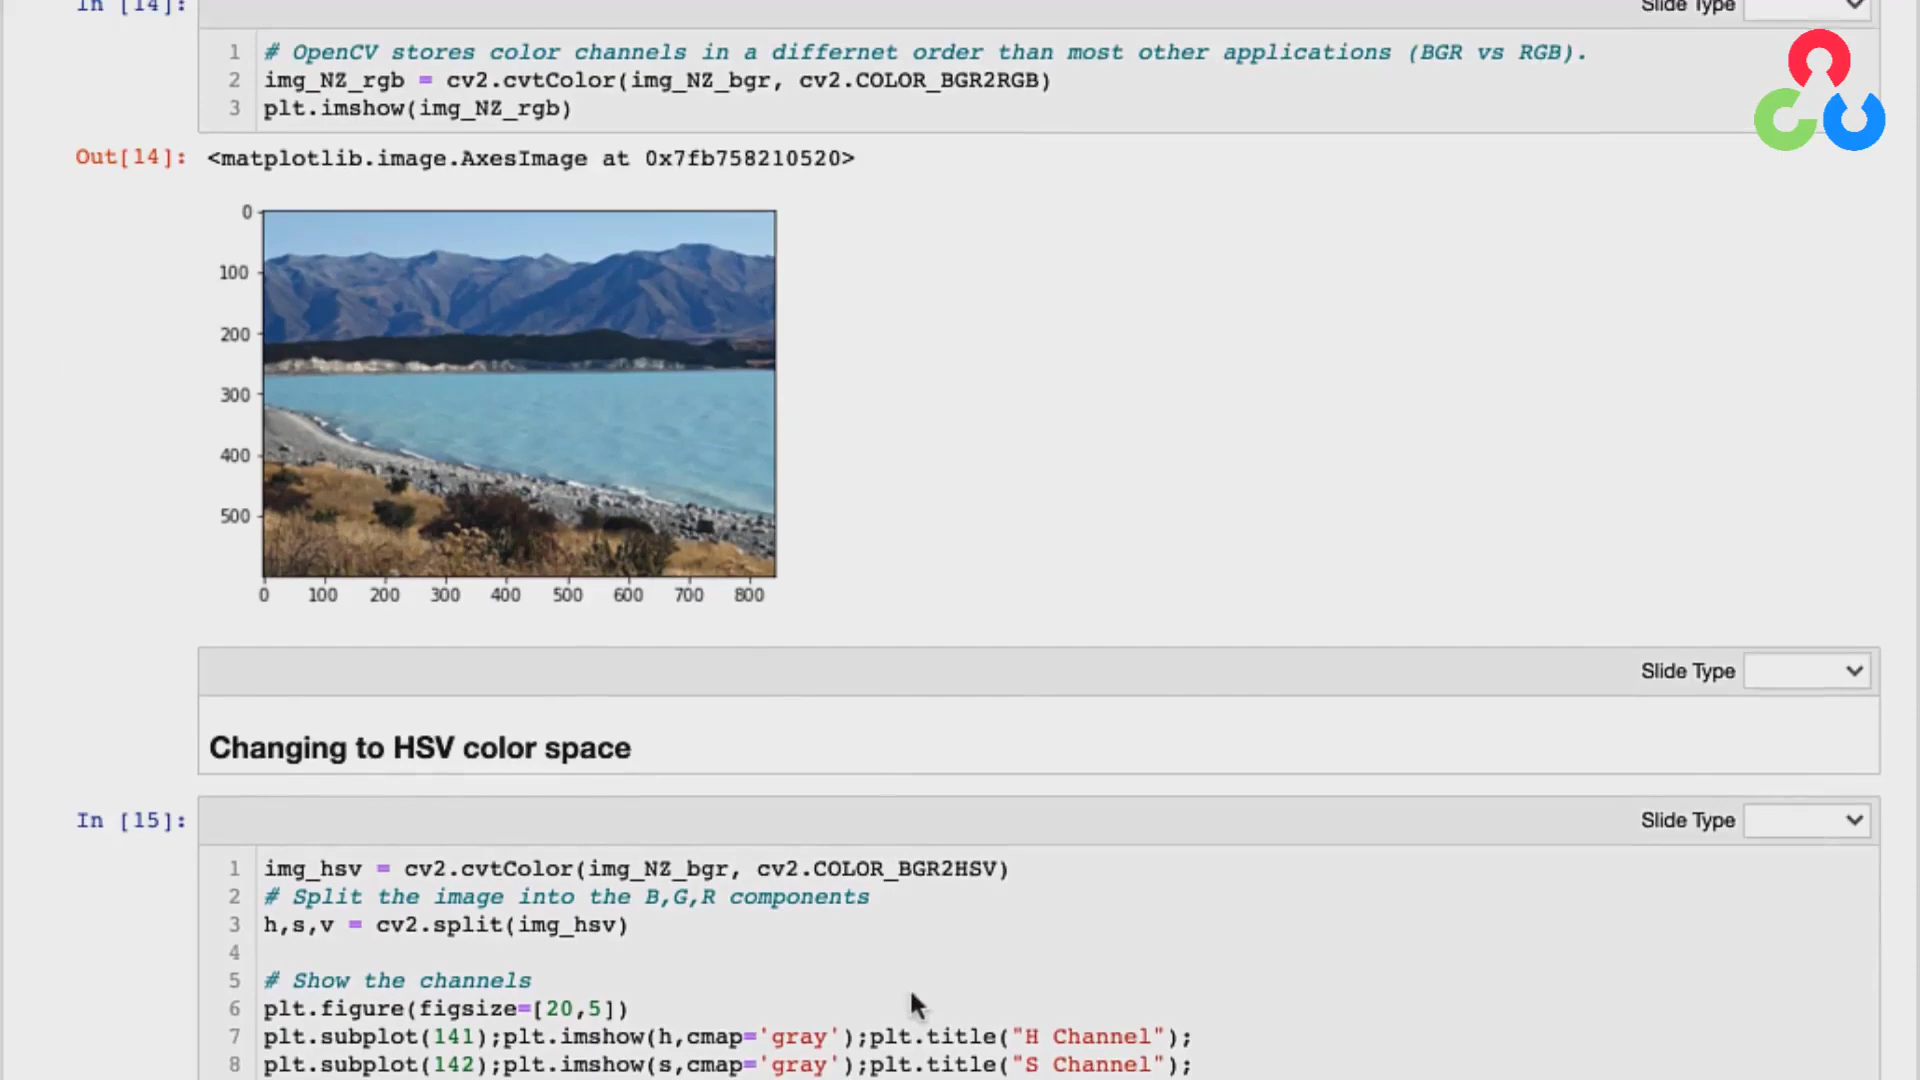 In [14]:
Slide Type
1 # OpenCV stores color channels in a differnet order than most other applications (BGR vs RGB).
2 img_NZ_rgb = cv2.cvtColor(img_NZ_bgr, cv2.COLOR_BGR2RGB)
3 plt.imshow(img_NZ_rgb)
Out[14]: <matplotlib.image.AxesImage at 0x7fb758210520>
0
100
200
300
400
500
0 100 200 300 400 500 600 700 800
Slide Type
Changing to HSV color space
In [15]:
Slide Type
1 img_hsv = cv2.cvtColor(img_NZ_bgr, cv2.COLOR_BGR2HSV)
2 # Split the image into the B,G,R components
3 h,s,v = cv2.split(img_hsv)
4
5 # Show the channels
6 plt.figure(figsize=[20,5])
7 plt.subplot(141);plt.imshow(h,cmap='gray');plt.title("H Channel");
8 plt.subplot(142);plt.imshow(s,cmap='gray');plt.title("S Channel");